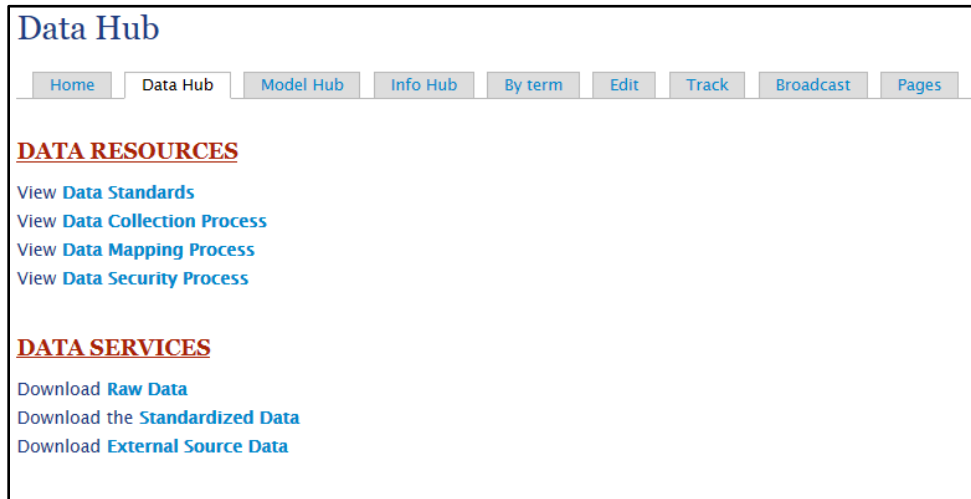 Data Hub
Home Data Hub Model Hub Info Hub By term Edit Track Broadcast Pages
DATA RESOURCES
View Data Standards
View Data Collection Process
View Data Mapping Process
View Data Security Process
DATA SERVICES
Download Raw Data
Download the Standardized Data
Download External Source Data